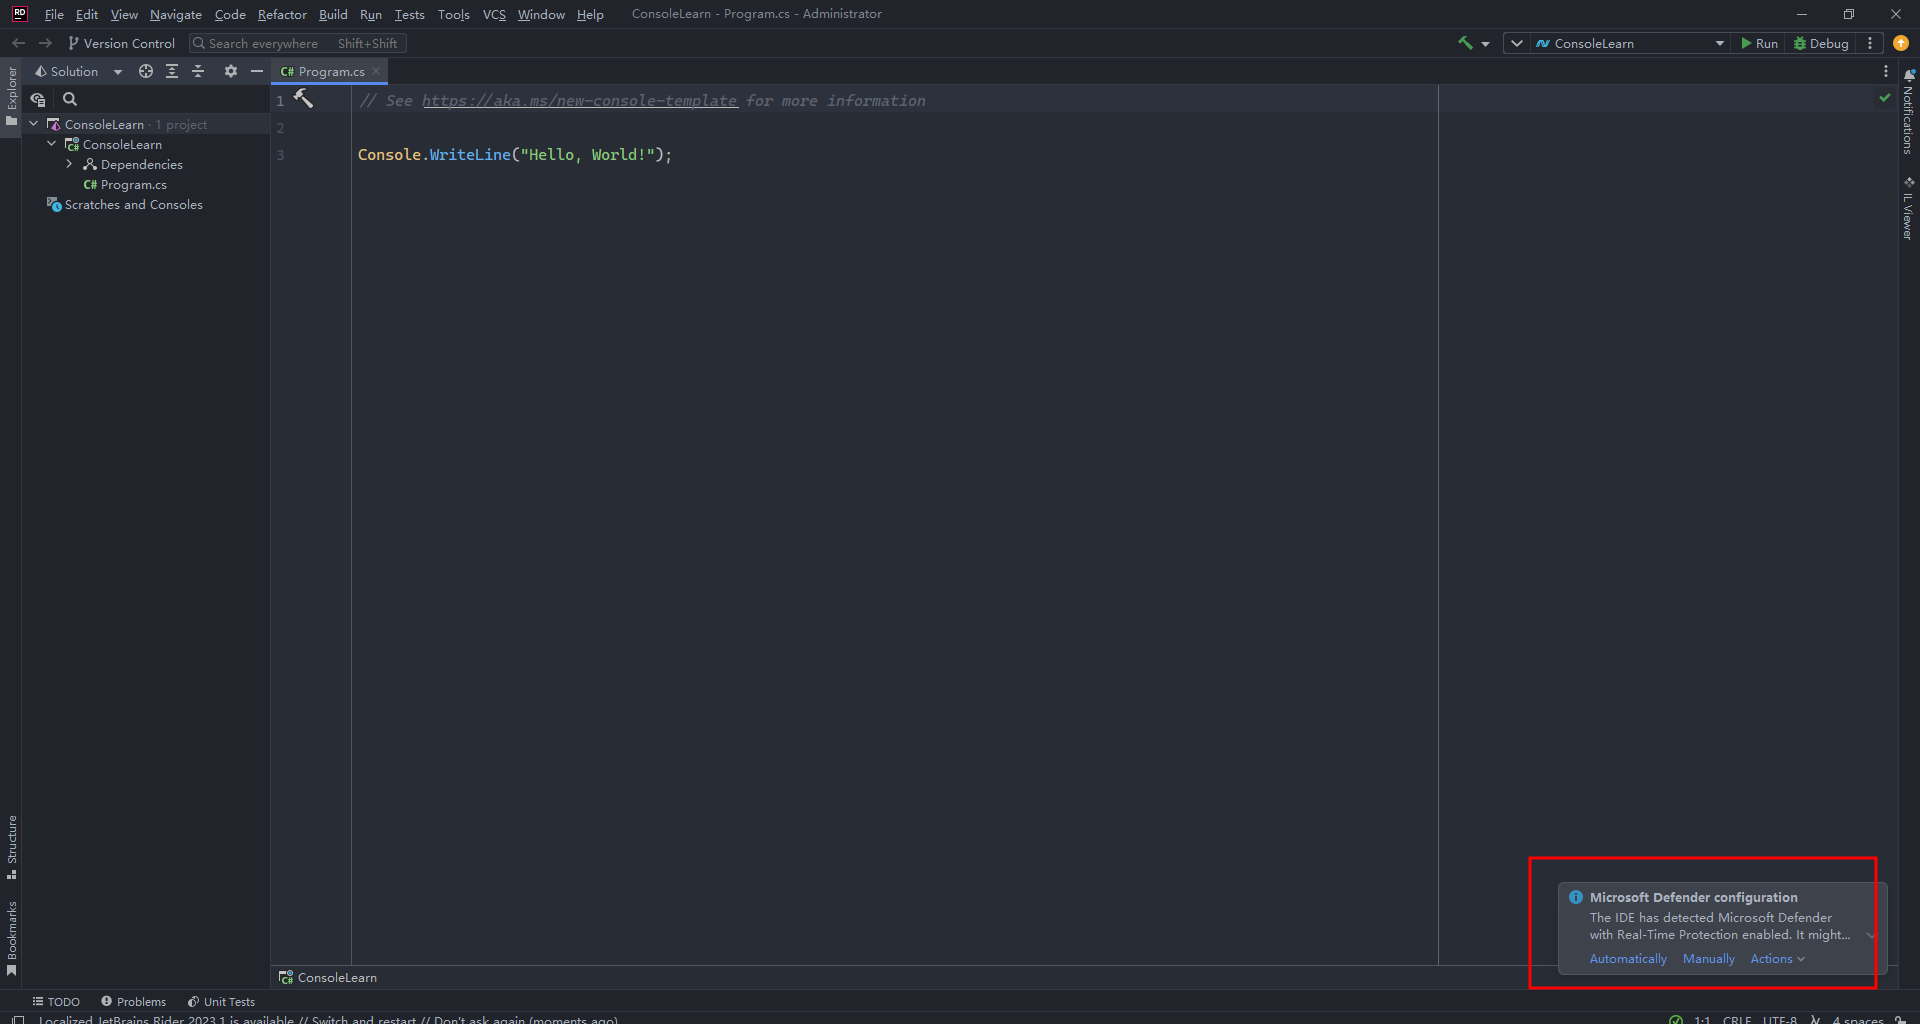 RD File Edit View Navigate Code Refactor Build Run Tests Tools VCS Window Help ConsoleLearn - Program.cs - Administrator
Version Control Search everywhere Shift+Shift ConsoleLearn Run Debug
Solution C# Program.cs
Explorer
Notifications
IL Viewer
ConsoleLearn · 1 project
ConsoleLearn
Dependencies
C# Program.cs
Scratches and Consoles
1 // See https://aka.ms/new-console-template for more information
2
3 Console.WriteLine("Hello, World!");
Structure
Bookmarks
Microsoft Defender configuration
The IDE has detected Microsoft Defender
with Real-Time Protection enabled. It might...
Automatically Manually Actions
C# ConsoleLearn
TODO Problems Unit Tests
Localized JetBrains Rider 2023.1 is available // Switch and restart // Don't ask again (moments ago) 1:1 CRLF UTF-8 4 spaces